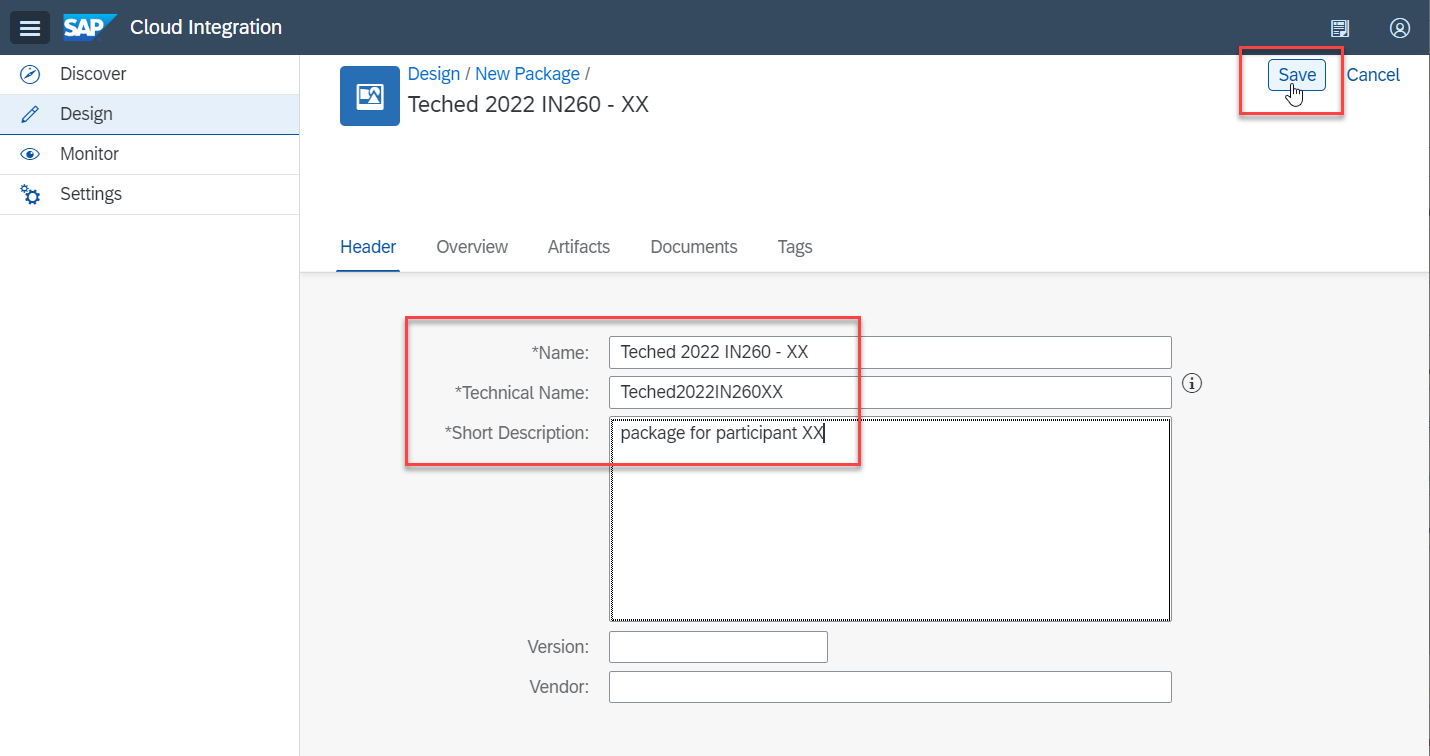 SAP Cloud Integration
Discover
Design
Monitor
Settings
Design / New Package /
Teched 2022 IN260 - XX
Save
Cancel
Header
Overview
Artifacts
Documents
Tags
*Name: Teched 2022 IN260 - XX
*Technical Name: Teched2022IN260XX
*Short Description: package for participant XX
Version:
Vendor: